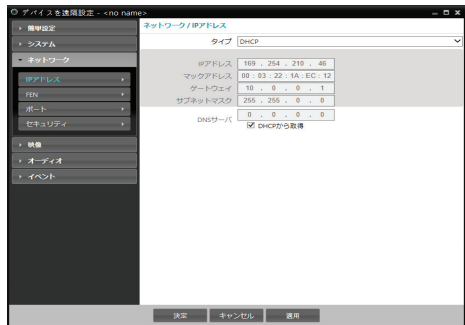 デバイスを遠隔設定 - <no name>
簡単設定
システム
ネットワーク
IPアドレス
FEN
ポート
セキュリティ
映像
オーディオ
イベント
ネットワーク / IPアドレス
タイプ DHCP
IPアドレス 169 . 254 . 210 . 46
マックアドレス 00 : 03 : 22 : 1A : EC : 12
ゲートウェイ 10 . 0 . 0 . 1
サブネットマスク 255 . 255 . 0 . 0
DNSサーバ 0 . 0 . 0 . 0
DHCPから取得
決定 キャンセル 適用